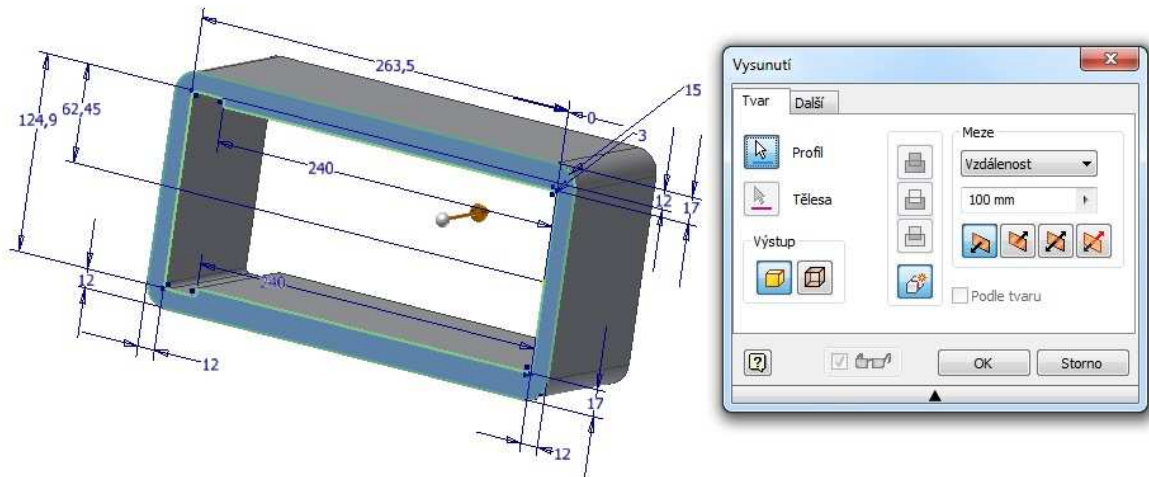 263,5
15
0
3
62,45
124,9
240
12
17
240
12
12
17
12
Vysunutí
Tvar
Další
Profil
Tělesa
Výstup
Meze
Vzdálenost
100 mm
Podle tvaru
?
OK
Storno